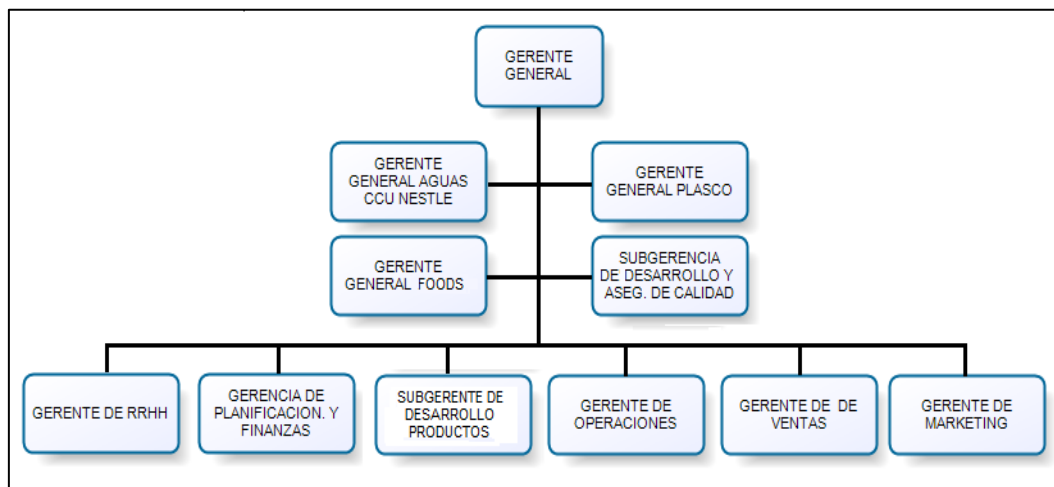 GERENTE
GENERAL
GERENTE
GENERAL AGUAS
CCU NESTLE
GERENTE
GENERAL PLASCO
GERENTE
GENERAL FOODS
SUBGERENCIA
DE DESARROLLO Y
ASEG. DE CALIDAD
GERENTE DE RRHH
GERENCIA DE
PLANIFICACION. Y
FINANZAS
SUBGERENTE DE
DESARROLLO
PRODUCTOS
GERENTE DE
OPERACIONES
GERENTE DE DE
VENTAS
GERENTE DE
MARKETING